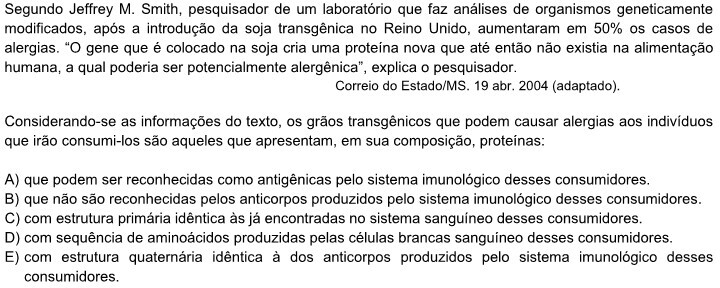 Segundo Jeffrey M. Smith, pesquisador de um laboratório que faz análises de organismos geneticamente
modificados, após a introdução da soja transgênica no Reino Unido, aumentaram em 50% os casos de
alergias. “O gene que é colocado na soja cria uma proteína nova que até então não existia na alimentação
humana, a qual poderia ser potencialmente alergênica”, explica o pesquisador.
Correio do Estado/MS. 19 abr. 2004 (adaptado).
Considerando-se as informações do texto, os grãos transgênicos que podem causar alergias aos indivíduos
que irão consumi-los são aqueles que apresentam, em sua composição, proteínas:
A) que podem ser reconhecidas como antigênicas pelo sistema imunológico desses consumidores.
B) que não são reconhecidas pelos anticorpos produzidos pelo sistema imunológico desses consumidores.
C) com estrutura primária idêntica às já encontradas no sistema sanguíneo desses consumidores.
D) com sequência de aminoácidos produzidas pelas células brancas sanguíneo desses consumidores.
E) com estrutura quaternária idêntica à dos anticorpos produzidos pelo sistema imunológico desses
consumidores.